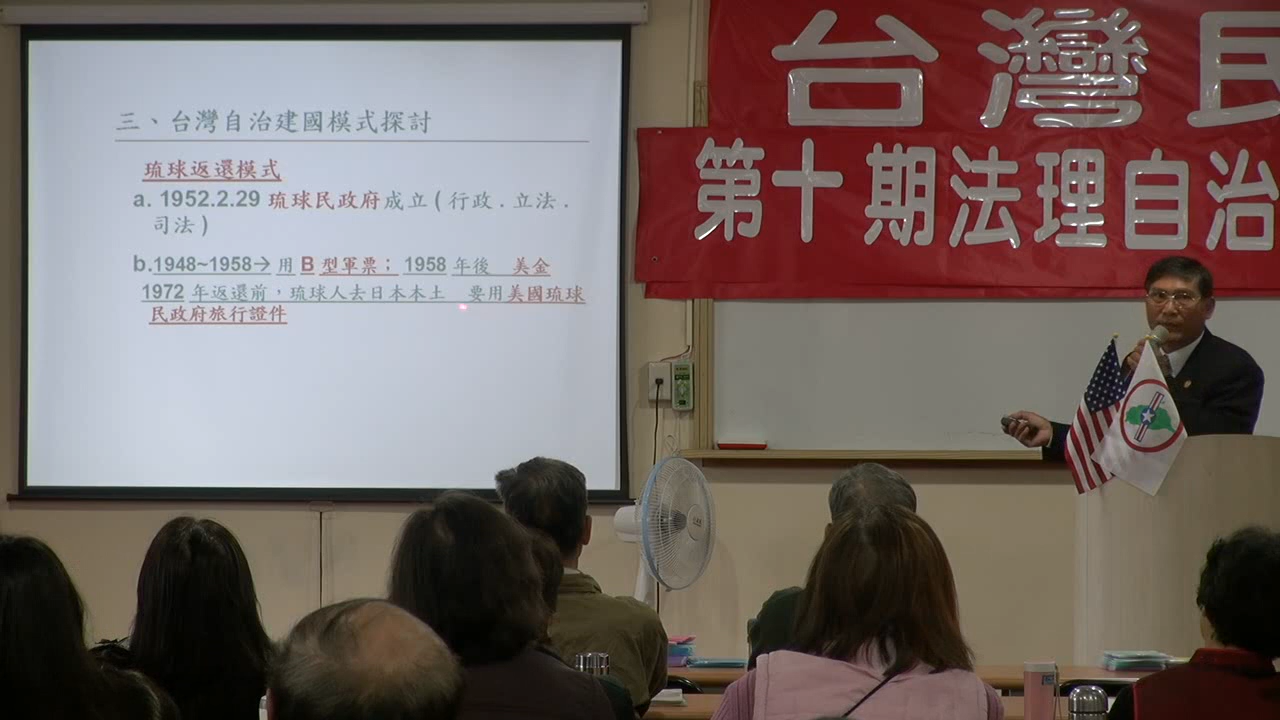 三、台灣自治建國模式探討
琉球返還模式
a. 1952.2.29 琉球民政府成立 ( 行政 . 立法 .
司法 )
b.1948~1958→ 用 B 型軍票； 1958 年後 美金
1972 年返還前，琉球人去日本本土 要用美國琉球
民政府旅行證件
台灣民
第十期法理自治